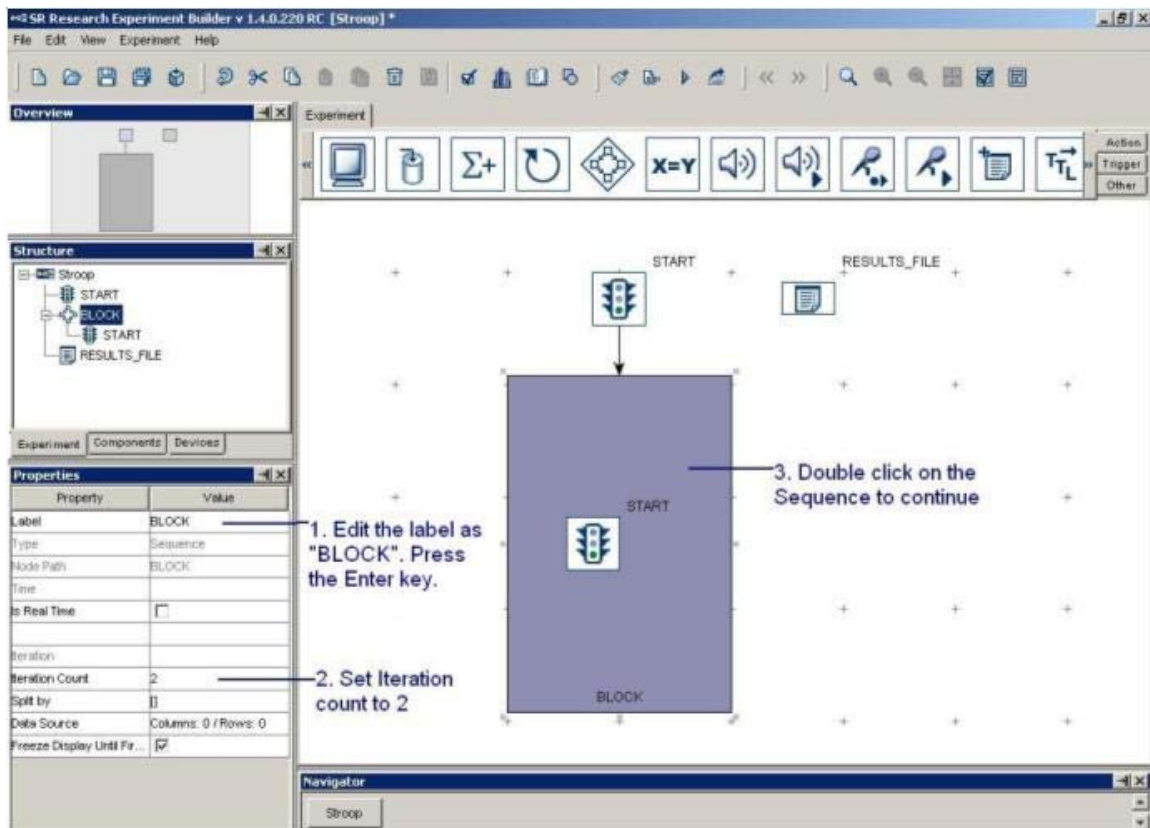 SR Research Experiment Builder v 1.4.0.220 RC [Stroop] *
File Edit View Experiment Help
Overview
Experiment
Σ+
X=Y
TTL
Action
Trigger
Other
Structure
Stroop
START
BLOCK
START
RESULTS_FILE
Experiment Components Devices
Properties
Property Value
Label BLOCK
Type Sequence
Node Path BLOCK
Time
Is Real Time
Iteration
Iteration Count 2
Split by []
Data Source Columns: 0 / Rows: 0
Freeze Display Until Fir...
START
RESULTS_FILE
START
BLOCK
1. Edit the label as
"BLOCK". Press
the Enter key.
2. Set Iteration
count to 2
3. Double click on the
Sequence to continue
Navigator
Stroop